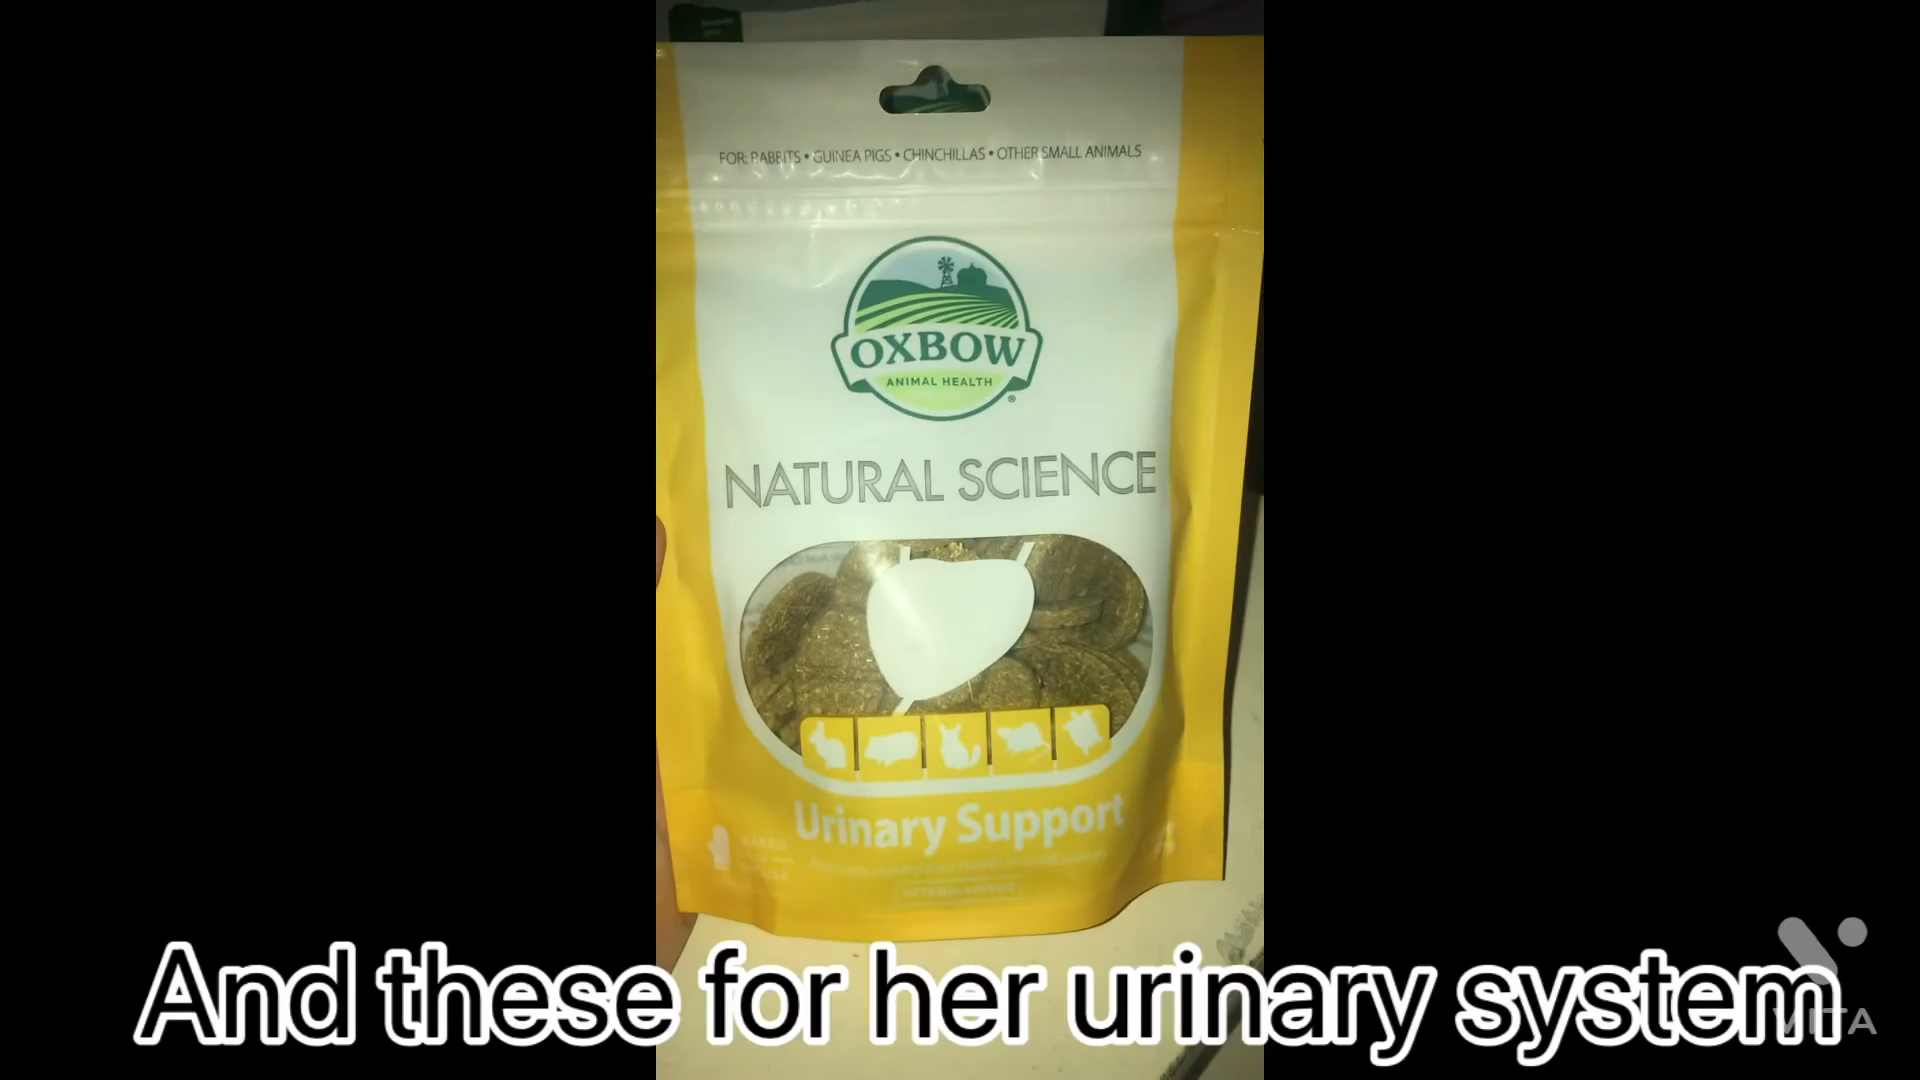 FOR: RABBITS • GUINEA PIGS • CHINCHILLAS • OTHER SMALL ANIMALS
OXBOW
ANIMAL HEALTH
®
NATURAL SCIENCE
Urinary Support
And these for her urinary system
VITA